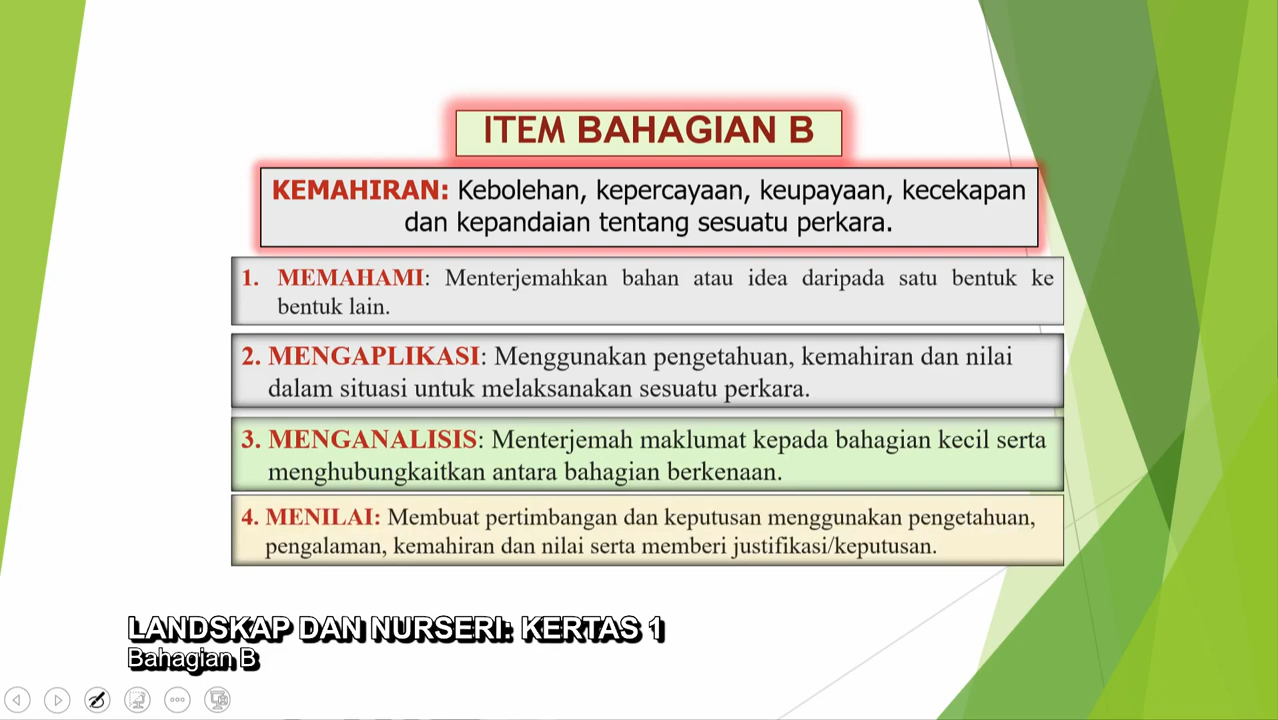 ITEM BAHAGIAN B
KEMAHIRAN: Kebolehan, kepercayaan, keupayaan, kecekapan
dan kepandaian tentang sesuatu perkara.
1. MEMAHAMI: Menterjemahkan bahan atau idea daripada satu bentuk ke
bentuk lain.
2. MENGAPLIKASI: Menggunakan pengetahuan, kemahiran dan nilai
dalam situasi untuk melaksanakan sesuatu perkara.
3. MENGANALISIS: Menterjemah maklumat kepada bahagian kecil serta
menghubungkaitkan antara bahagian berkenaan.
4. MENILAI: Membuat pertimbangan dan keputusan menggunakan pengetahuan,
pengalaman, kemahiran dan nilai serta memberi justifikasi/keputusan.
LANDSKAP DAN NURSERI: KERTAS 1
Bahagian B